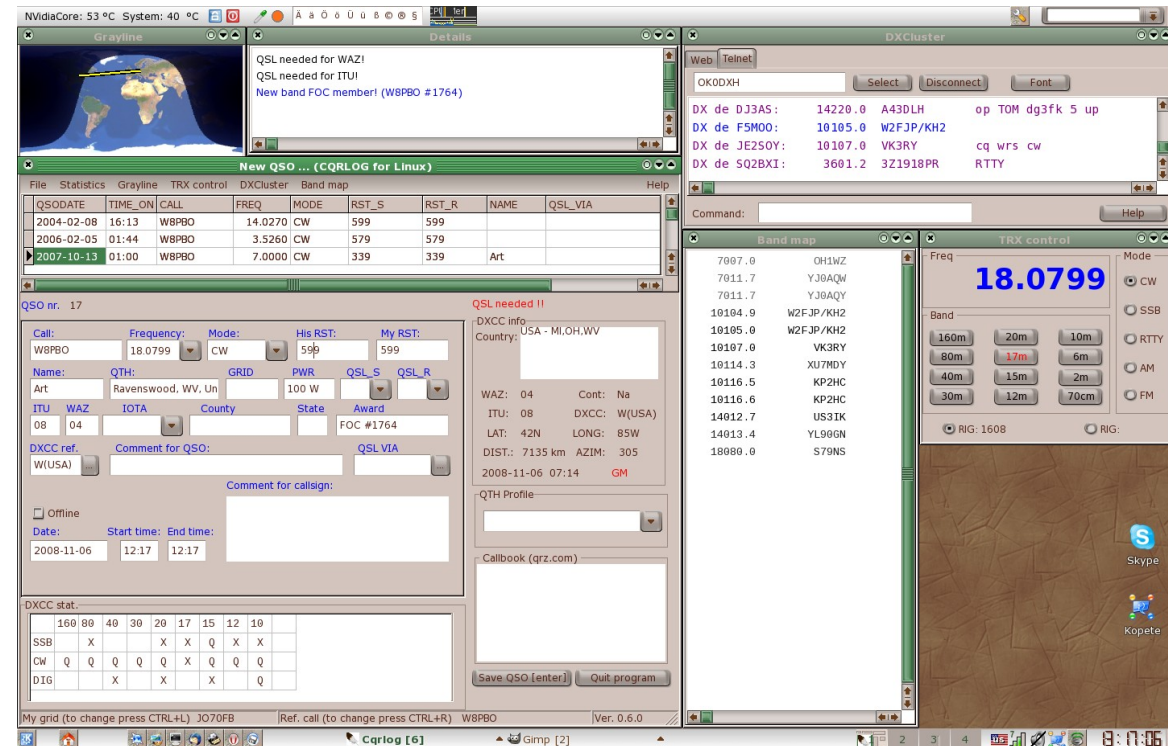 NVidiaCore: 53 ºC System: 40 ºC Ä ä Ö ö Ü ü ß © ® §
Grayline
Details
QSL needed for WAZ!
QSL needed for ITU!
New band FOC member! (W8PBO #1764)
DXCluster
Web Telnet
OK0DXH Select Disconnect Font
DX de DJ3AS: 14220.0 A43DLH op TOM dg3fk 5 up
DX de F5MOO: 10105.0 W2FJP/KH2
DX de JE2SOY: 10107.0 VK3RY cq wrs cw
DX de SQ2BXI: 3601.2 3Z1918PR RTTY
Command: Help
New QSO ... (CQRLOG for Linux)
File Statistics Grayline TRX control DXCluster Band map Help
QSODATE TIME_ON CALL FREQ MODE RST_S RST_R NAME QSL_VIA
2004-02-08 16:13 W8PBO 14.0270 CW 599 599
2006-02-05 01:44 W8PBO 3.5260 CW 579 579
2007-10-13 01:00 W8PBO 7.0000 CW 339 339 Art
QSO nr. 17
QSL needed !!
Call: Frequency: Mode: His RST: My RST:
W8PBO 18.0799 CW 599 599
Name: QTH: GRID PWR QSL_S QSL_R
Art Ravenswood, WV, Un 100 W
ITU WAZ IOTA County State Award
08 04 FOC #1764
DXCC ref. Comment for QSO: QSL VIA
W(USA) ... ...
Comment for callsign:
Offline
Date: Start time: End time:
2008-11-06 12:17 12:17
DXCC info
Country: USA - MI,OH,WV
WAZ: 04 Cont: Na
ITU: 08 DXCC: W(USA)
LAT: 42N LONG: 85W
DIST.: 7135 km AZIM: 305
2008-11-06 07:14 GM
QTH Profile
Callbook (qrz.com)
Save QSO [enter] Quit program
DXCC stat.
160 80 40 30 20 17 15 12 10
SSB X X X Q X X
CW Q Q Q Q Q X Q Q Q
DIG X X X Q
My grid (to change press CTRL+L) JO70FB Ref. call (to change press CTRL+R) W8PBO Ver. 0.6.0
Band map
7007.0 OH1WZ
7011.7 YJ0AQW
7011.7 YJ0AQY
10104.9 W2FJP/KH2
10105.0 W2FJP/KH2
10107.0 VK3RY
10114.3 XU7MDY
10116.5 KP2HC
10116.6 KP2HC
14012.7 US3IK
14013.4 YL90GN
18080.0 S79NS
TRX control
Freq
18.0799
Mode
CW
SSB
RTTY
AM
FM
Band
160m 20m 10m
80m 17m 6m
40m 15m 2m
30m 12m 70cm
RIG: 1608 RIG:
Skype
Kopete
Cqrlog [6] Gimp [2] 1 2 3 4 13:17:06